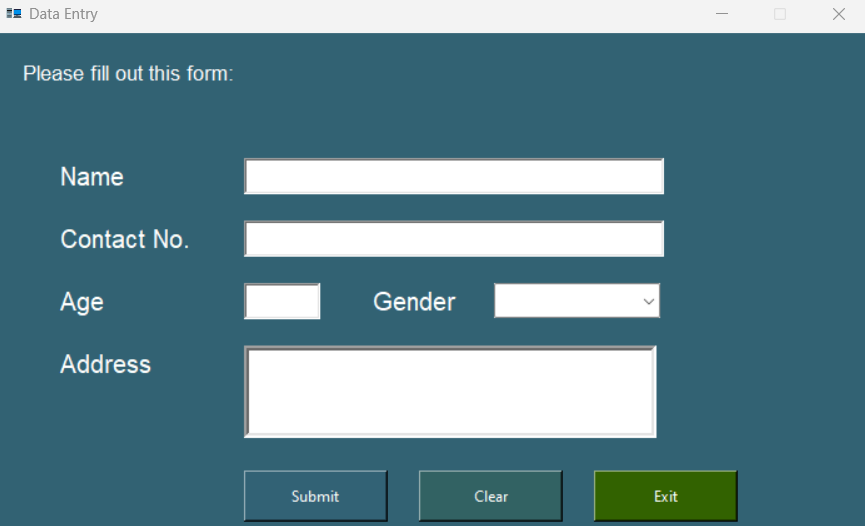 Data Entry
Please fill out this form:
Name
Contact No.
Age Gender
Address
Submit Clear Exit